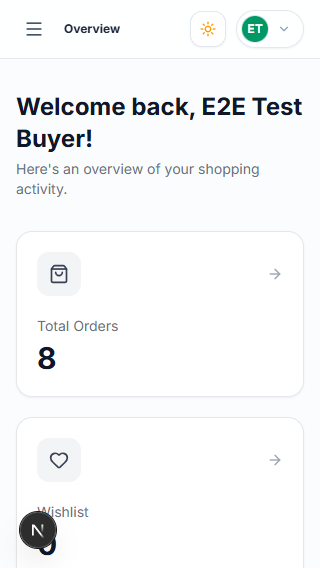 Overview
ET
Welcome back, E2E Test
Buyer!
Here's an overview of your shopping
activity.
Total Orders
8
Wishlist
N